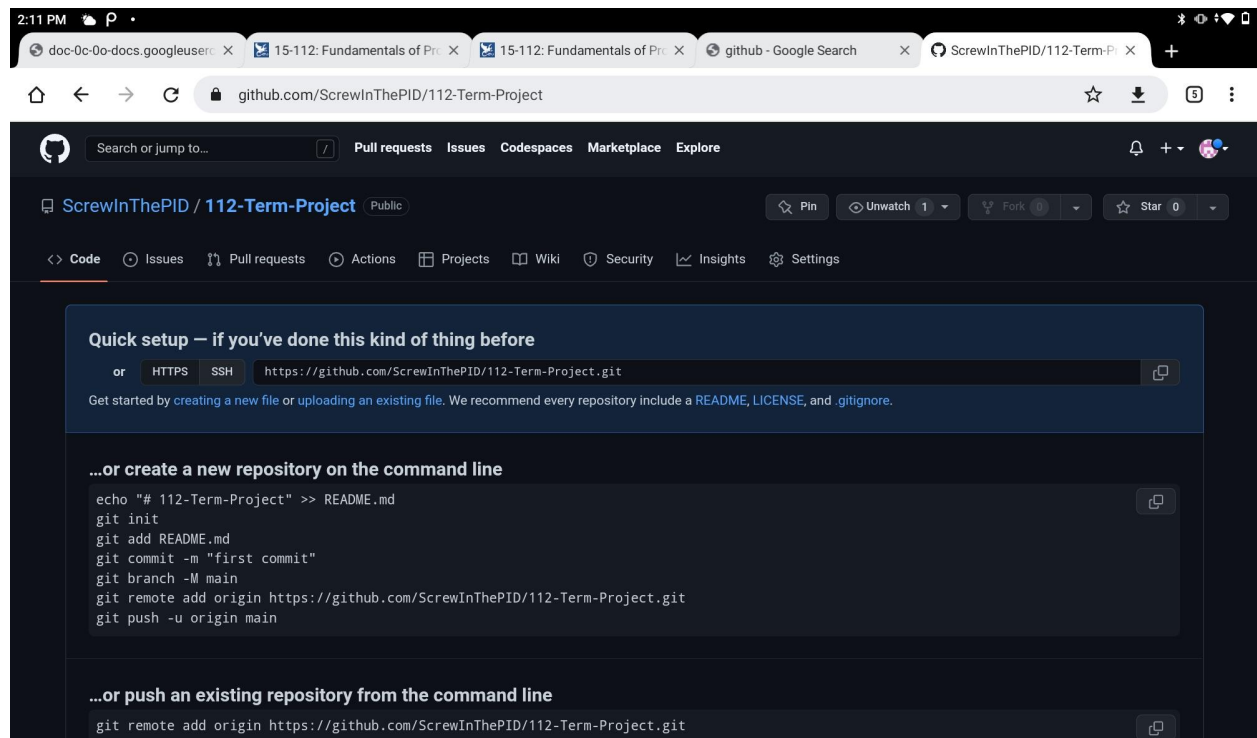 2:11 PM
doc-0c-0o-docs.googleuserc
15-112: Fundamentals of Pro
15-112: Fundamentals of Pro
github - Google Search
ScrewInThePID/112-Term-Pr
github.com/ScrewInThePID/112-Term-Project
5
Search or jump to... / Pull requests Issues Codespaces Marketplace Explore
ScrewInThePID / 112-Term-Project Public Pin Unwatch 1 Fork 0 Star 0
<> Code Issues Pull requests Actions Projects Wiki Security Insights Settings
Quick setup — if you've done this kind of thing before
or HTTPS SSH https://github.com/ScrewInThePID/112-Term-Project.git
Get started by creating a new file or uploading an existing file. We recommend every repository include a README, LICENSE, and .gitignore.
...or create a new repository on the command line
echo "# 112-Term-Project" >> README.md
git init
git add README.md
git commit -m "first commit"
git branch -M main
git remote add origin https://github.com/ScrewInThePID/112-Term-Project.git
git push -u origin main
...or push an existing repository from the command line
git remote add origin https://github.com/ScrewInThePID/112-Term-Project.git